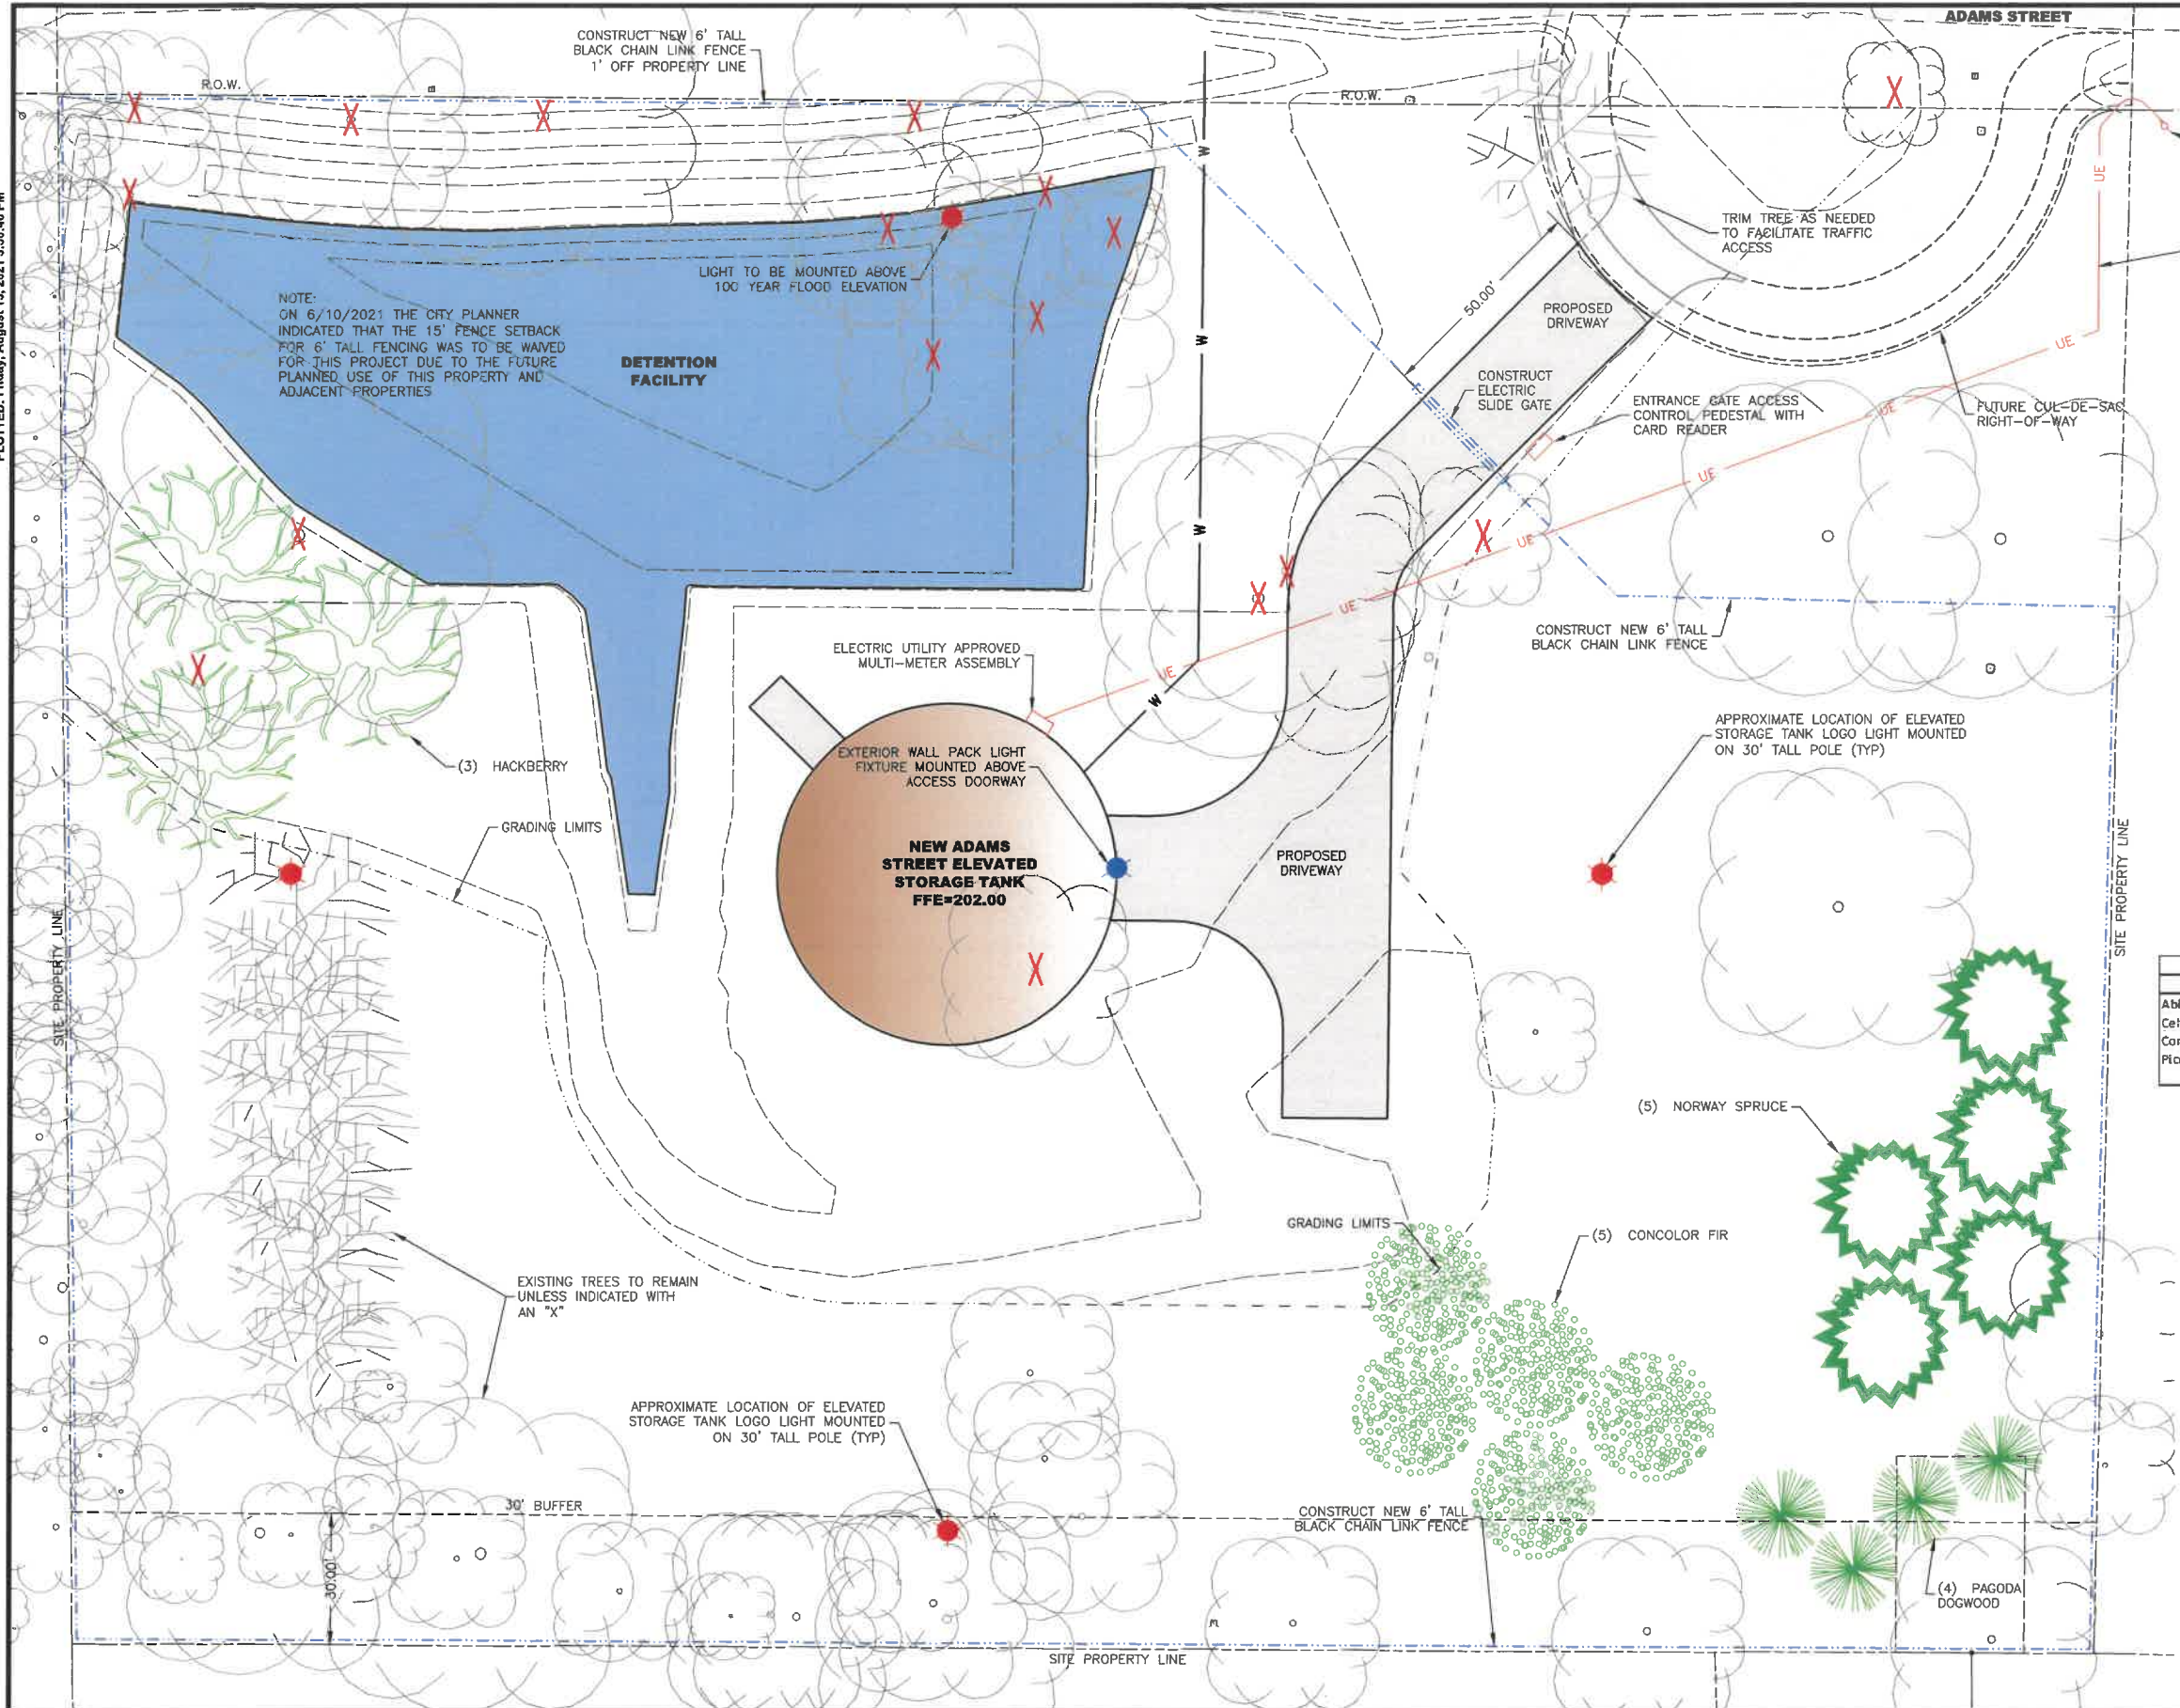 ADAMS STREET
CONSTRUCT NEW 6' TALL
BLACK CHAIN LINK FENCE
1' OFF PROPERTY LINE
R.O.W.
R.O.W.
UE
W
TRIM TREE AS NEEDED
TO FACILITATE TRAFFIC
ACCESS
LIGHT TO BE MOUNTED ABOVE
100 YEAR FLOOD ELEVATION
NOTE:
ON 6/10/2021 THE CITY PLANNER
INDICATED THAT THE 15' FENCE SETBACK
FOR 6' TALL FENCING WAS TO BE WAIVED
FOR THIS PROJECT DUE TO THE FUTURE
PLANNED USE OF THIS PROPERTY AND
ADJACENT PROPERTIES
DETENTION
FACILITY
50.00'
PROPOSED
DRIVEWAY
W
UE
CONSTRUCT
ELECTRIC
SLIDE GATE
ENTRANCE GATE ACCESS
CONTROL PEDESTAL WITH
CARD READER
UE
FUTURE CUL-DE-SAC
RIGHT-OF-WAY
UE
W
UE
UE
CONSTRUCT NEW 6' TALL
BLACK CHAIN LINK FENCE
ELECTRIC UTILITY APPROVED
MULTI-METER ASSEMBLY
UE
W
APPROXIMATE LOCATION OF ELEVATED
STORAGE TANK LOGO LIGHT MOUNTED
ON 30' TALL POLE (TYP)
(3) HACKBERRY
EXTERIOR WALL PACK LIGHT
FIXTURE MOUNTED ABOVE
ACCESS DOORWAY
GRADING LIMITS
NEW ADAMS
STREET ELEVATED
STORAGE TANK
FFE=202.00
PROPOSED
DRIVEWAY
SITE PROPERTY LINE
SITE PROPERTY LINE
(5) NORWAY SPRUCE
GRADING LIMITS
(5) CONCOLOR FIR
EXISTING TREES TO REMAIN
UNLESS INDICATED WITH
AN "X"
APPROXIMATE LOCATION OF ELEVATED
STORAGE TANK LOGO LIGHT MOUNTED
ON 30' TALL POLE (TYP)
30' BUFFER
30.00'
CONSTRUCT NEW 6' TALL
BLACK CHAIN LINK FENCE
(4) PAGODA
DOGWOOD
SITE PROPERTY LINE